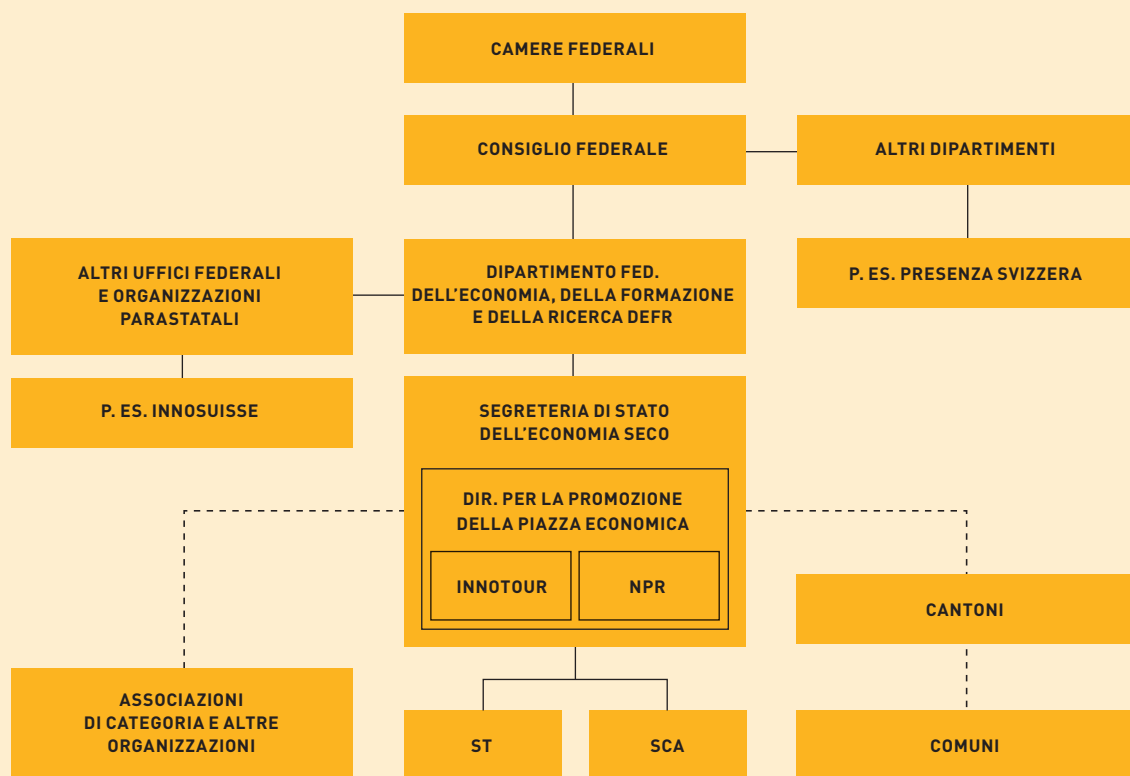 CAMERE FEDERALI
CONSIGLIO FEDERALE
ALTRI DIPARTIMENTI
ALTRI UFFICI FEDERALI
E ORGANIZZAZIONI
PARASTATALI
DIPARTIMENTO FED.
DELL’ECONOMIA, DELLA FORMAZIONE
E DELLA RICERCA DEFR
P. ES. PRESENZA SVIZZERA
P. ES. INNOSUISSE
SEGRETERIA DI STATO
DELL’ECONOMIA SECO
DIR. PER LA PROMOZIONE
DELLA PIAZZA ECONOMICA
INNOTOUR
NPR
CANTONI
ASSOCIAZIONI
DI CATEGORIA E ALTRE
ORGANIZZAZIONI
ST
SCA
COMUNI